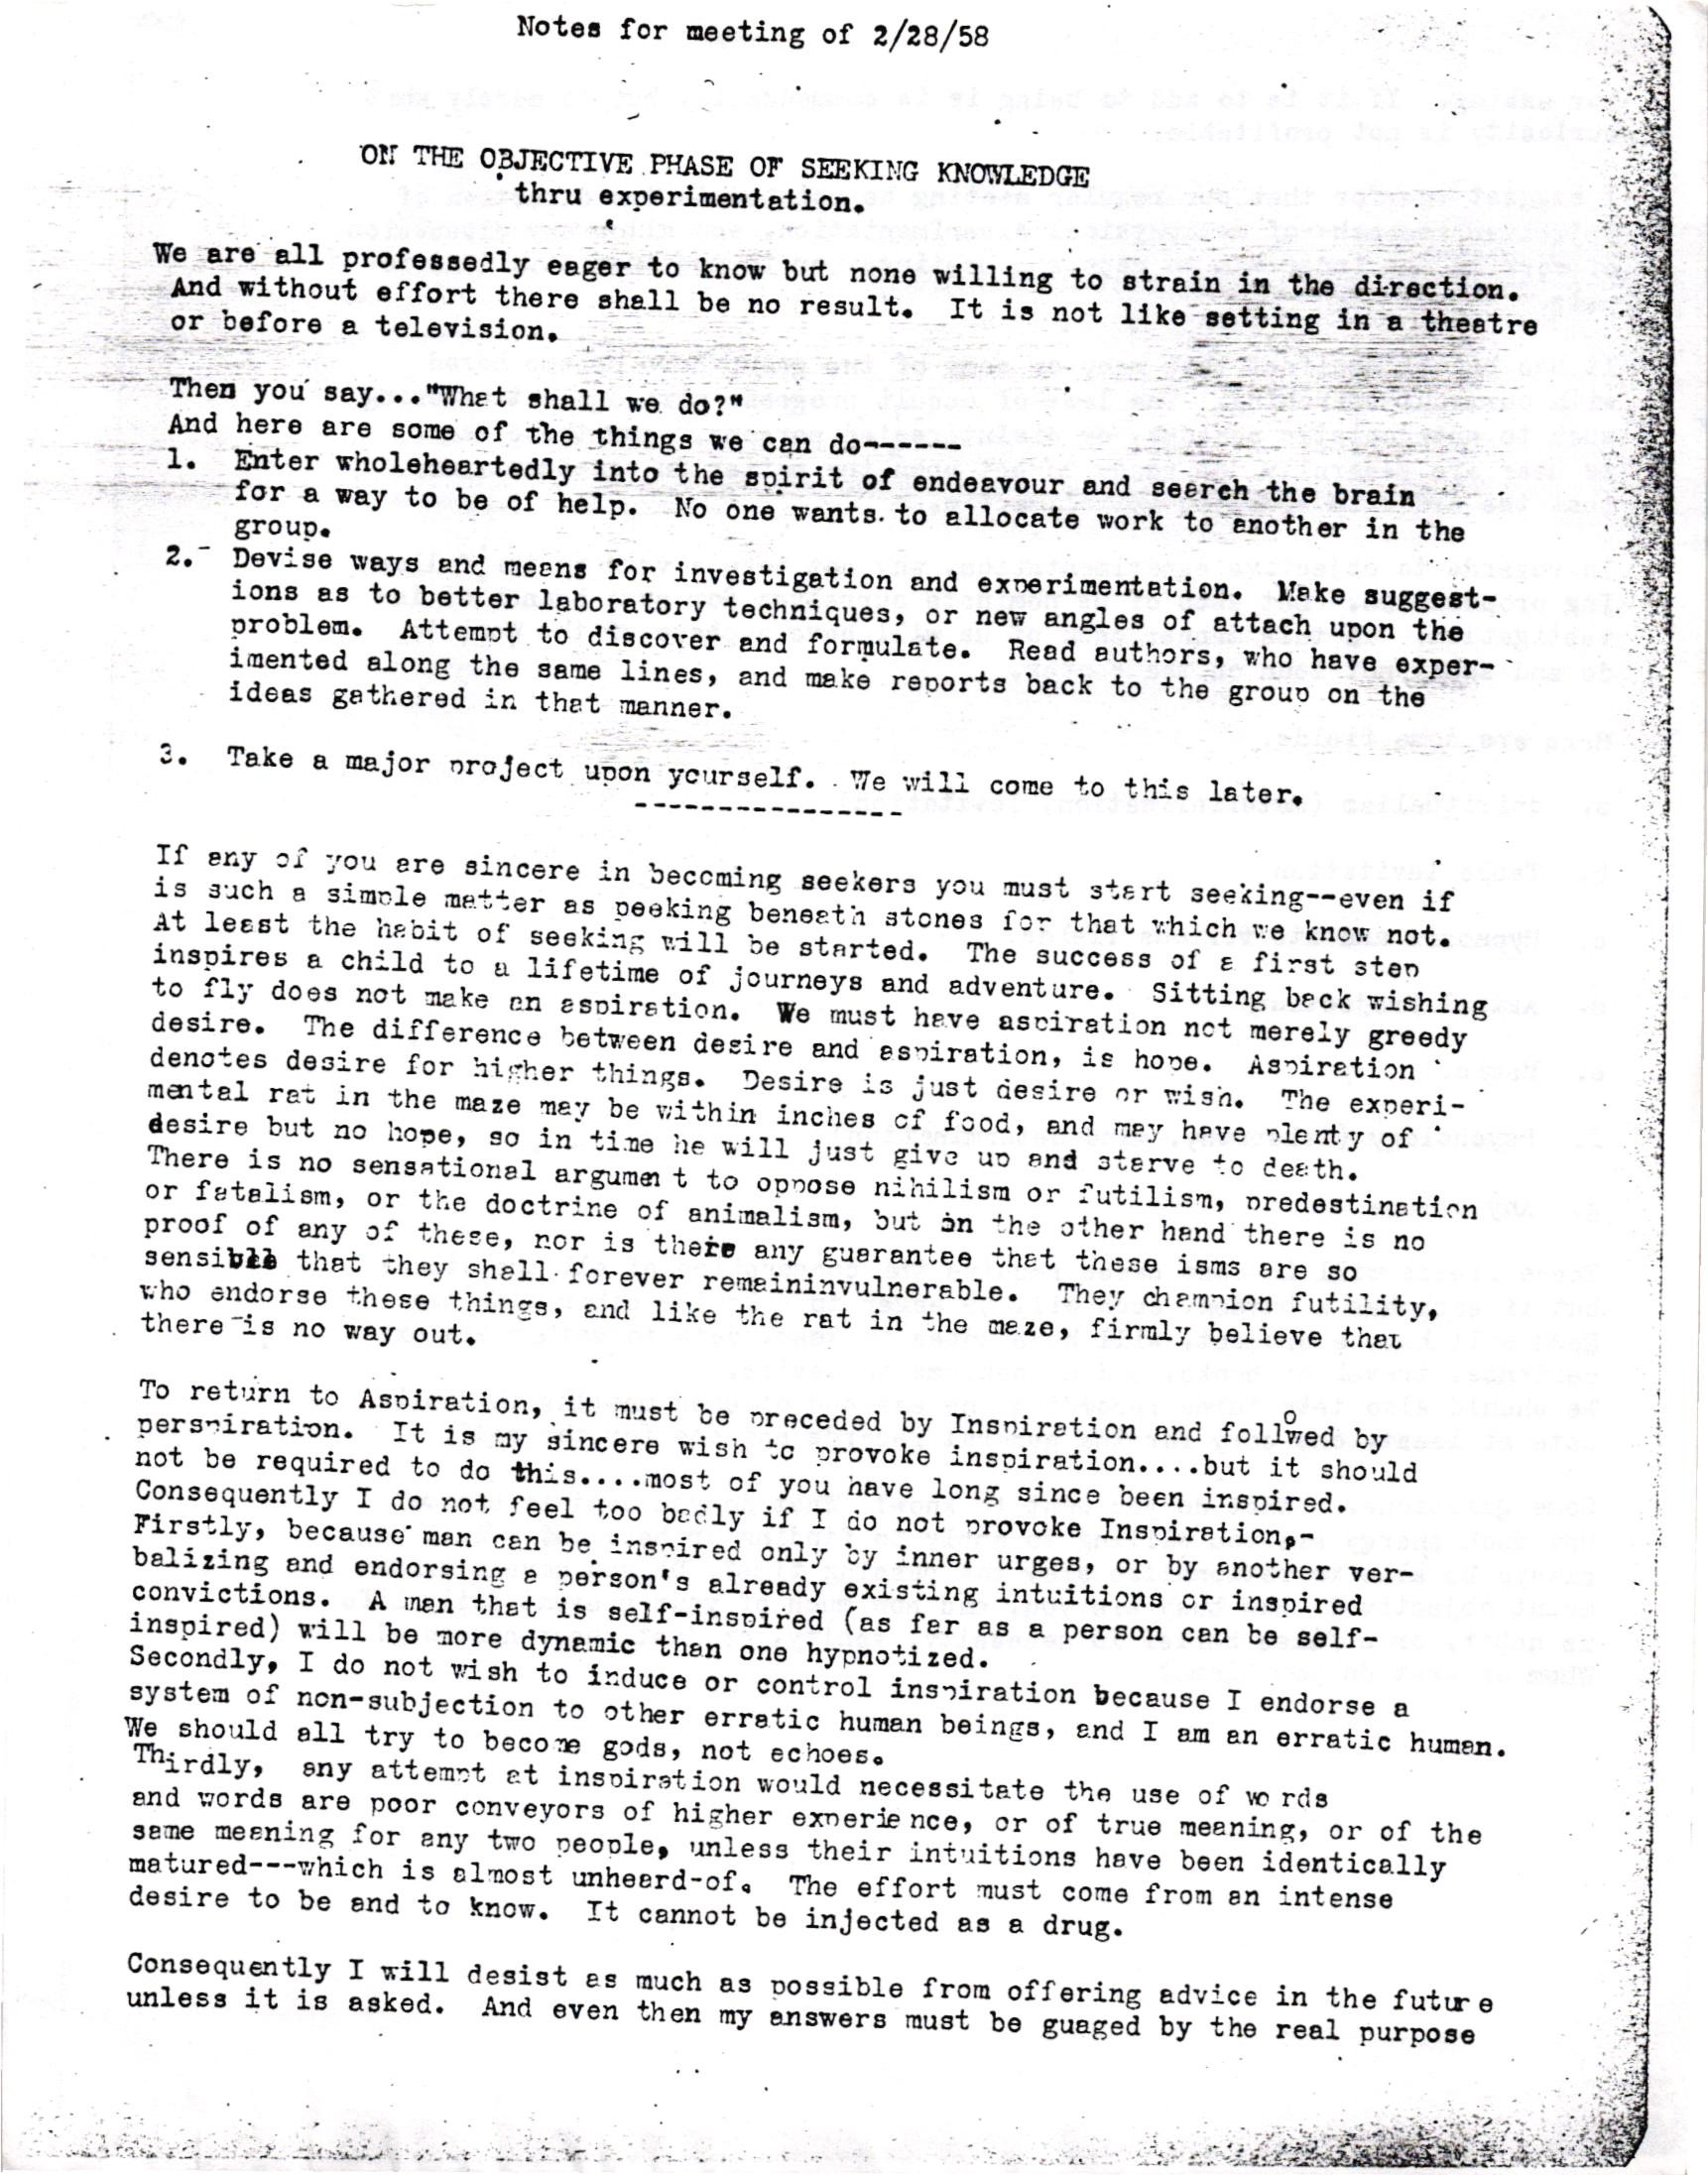 Notes for meeting of 2/28/58
ON THE OBJECTIVE PHASE OF SEEKING KNOWLEDGE
thru experimentation.
We are all professedly eager to know but none willing to strain in the direction.
And without effort there shall be no result. It is not like setting in a theatre
or before a television.
Then you say..."What shall we do?"
And here are some of the things we can do------
1. Enter wholeheartedly into the spirit of endeavour and search the brain
for a way to be of help. No one wants to allocate work to another in the
group.
2. Devise ways and means for investigation and experimentation. Make suggest-
ions as to better laboratory techniques, or new angles of attach upon the
problem. Attempt to discover and formulate. Read authors, who have exper-
imented along the same lines, and make reports back to the group on the
ideas gathered in that manner.
3. Take a major project upon yourself. We will come to this later.
----------------
If any of you are sincere in becoming seekers you must start seeking--even if
is such a simple matter as peeking beneath stones for that which we know not.
At least the habit of seeking will be started. The success of a first step
inspires a child to a lifetime of journeys and adventure. Sitting back wishing
to fly does not make an aspiration. We must have aspiration not merely greedy
desire. The difference between desire and aspiration, is hope. Aspiration
denotes desire for higher things. Desire is just desire or wish. The experi-
mental rat in the maze may be within inches of food, and may have plenty of
desire but no hope, so in time he will just give up and starve to death.
There is no sensational argumen t to oppose nihilism or futilism, predestination
or fatalism, or the doctrine of animalism, but on the other hand there is no
proof of any of these, nor is there any guarantee that these isms are so
sensible that they shall forever remaininvulnerable. They champion futility,
who endorse these things, and like the rat in the maze, firmly believe that
there is no way out.
To return to Aspiration, it must be preceded by Inspiration and follwed by
perspiration. It is my sincere wish to provoke inspiration....but it should
not be required to do this....most of you have long since been inspired.
Consequently I do not feel too badly if I do not provoke Inspiration,-
Firstly, because man can be inspired only by inner urges, or by another ver-
balizing and endorsing a person's already existing intuitions or inspired
convictions. A man that is self-inspired (as far as a person can be self-
inspired) will be more dynamic than one hypnotized.
Secondly, I do not wish to induce or control inspiration because I endorse a
system of non-subjection to other erratic human beings, and I am an erratic human.
We should all try to become gods, not echoes.
Thirdly, any attempt at inspiration would necessitate the use of wo rds
and words are poor conveyors of higher experie nce, or of true meaning, or of the
same meaning for any two people, unless their intuitions have been identically
matured---which is almost unheard-of. The effort must come from an intense
desire to be and to know. It cannot be injected as a drug.
Consequently I will desist as much as possible from offering advice in the future
unless it is asked. And even then my answers must be guaged by the real purpose